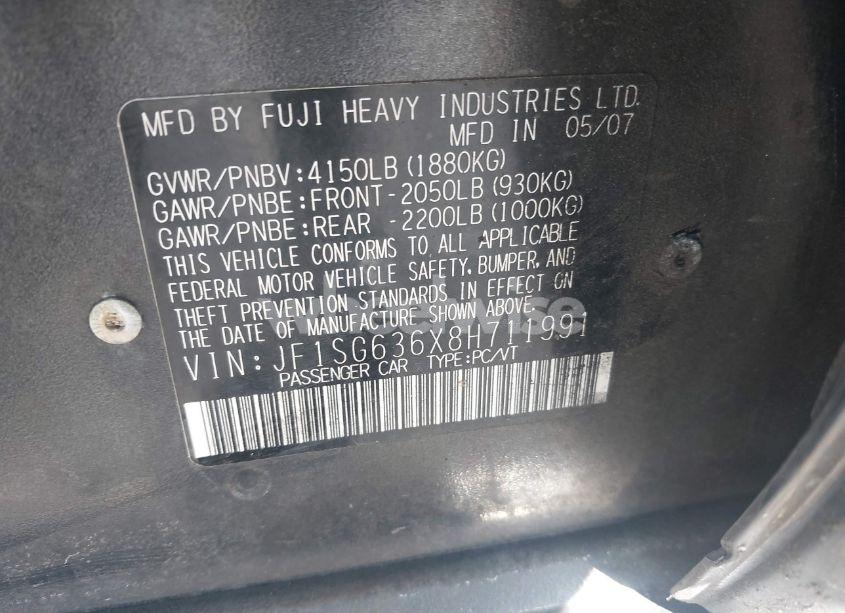 MFD BY FUJI HEAVY INDUSTRIES LTD.
MFD IN 05/07
GVWR/PNBV:4150LB (1880KG)
GAWR/PNBE:FRONT-2050LB (930KG)
GAWR/PNBE:REAR -2200LB (1000KG)
THIS VEHICLE CONFORMS TO ALL APPLICABLE
FEDERAL MOTOR VEHICLE SAFETY, BUMPER, AND
THEFT PREVENTION STANDARDS IN EFFECT ON
THE DATE OF MANUFACTURE SHOWN ABOVE.
VIN:JF1SG636X8H711991
PASSENGER CAR TYPE:PC/VT